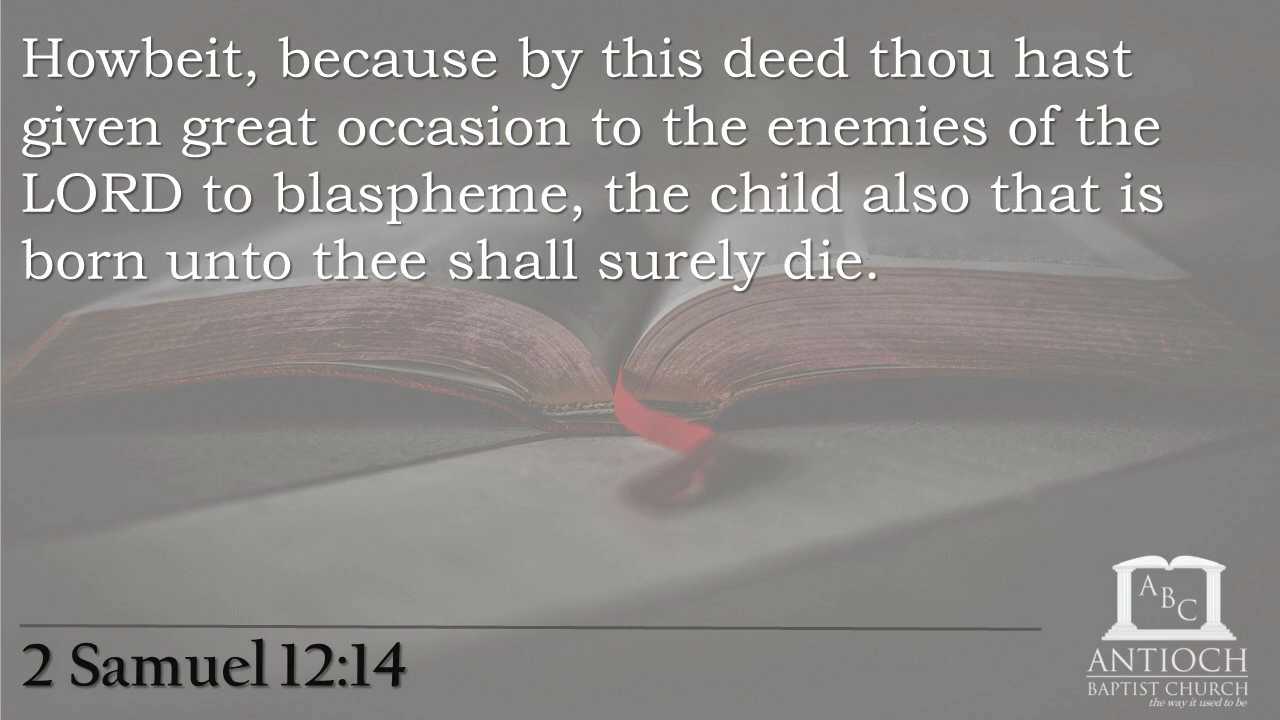 Howbeit, because by this deed thou hast
given great occasion to the enemies of the
LORD to blaspheme, the child also that is
born unto thee shall surely die.
2 Samuel 12:14
A B C
ANTIOCH
BAPTIST CHURCH
the way it used to be